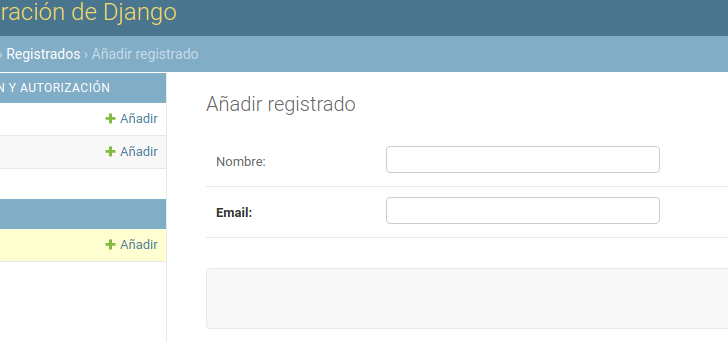 ración de Django
› Registrados › Añadir registrado
N Y AUTORIZACIÓN
Añadir
Añadir
Añadir
Añadir registrado
Nombre:
Email: